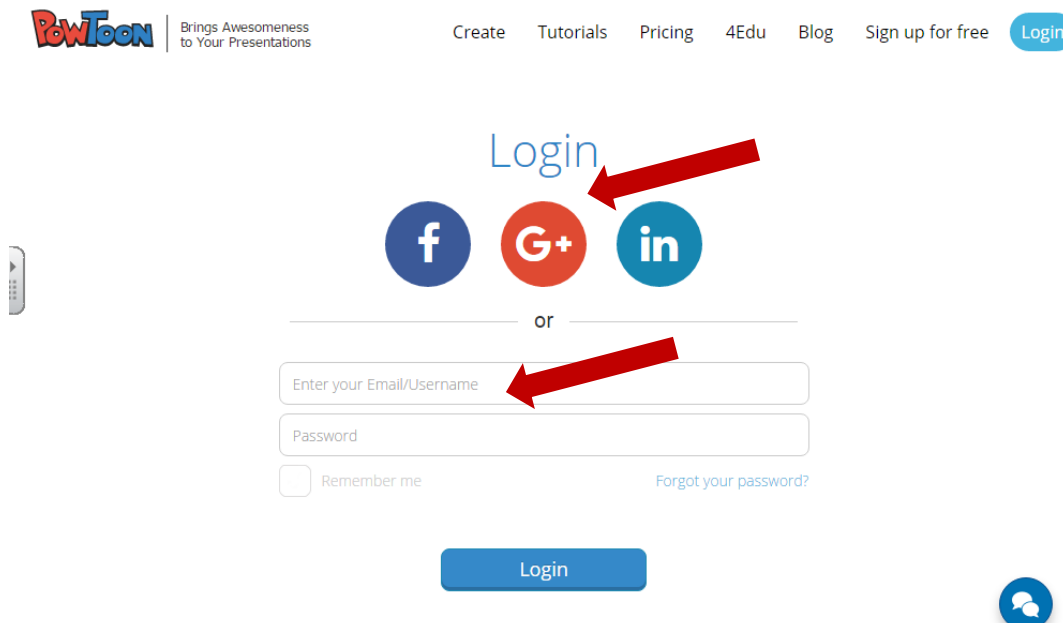 POWTOON
Brings Awesomeness
to Your Presentations
Create Tutorials Pricing 4Edu Blog Sign up for free Login
Login
f G+ in
or
Enter your Email/Username
Password
Remember me Forgot your password?
Login